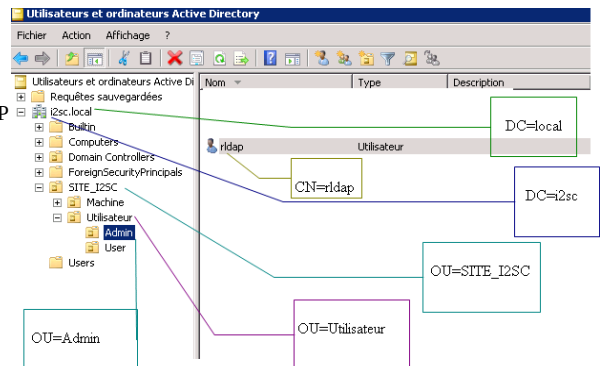 Utilisateurs et ordinateurs Active Directory
Fichier Action Affichage ?
Utilisateurs et ordinateurs Active Di
Nom Type Description
Requêtes sauvegardées
P
i2sc.local
DC=local
Builtin
Computers
rldap Utilisateur
Domain Controllers
ForeignSecurityPrincipals
CN=rldap
SITE_I2SC
DC=i2sc
Machine
Utilisateur
Admin
User
Users
OU=SITE_I2SC
OU=Utilisateur
OU=Admin